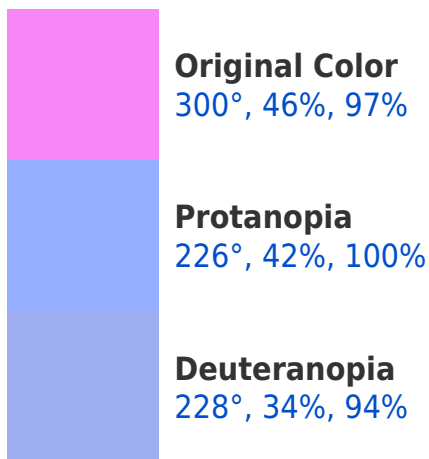 Original Color
300°, 46%, 97%
Protanopia
226°, 42%, 100%
Deuteranopia
228°, 34%, 94%